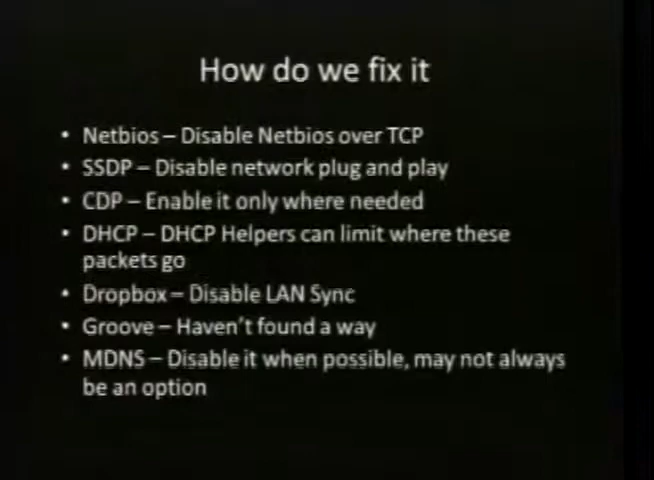 How do we fix it
• Netbios – Disable Netbios over TCP
• SSDP – Disable network plug and play
• CDP – Enable it only where needed
• DHCP – DHCP Helpers can limit where these
packets go
• Dropbox – Disable LAN Sync
• Groove – Haven't found a way
• MDNS – Disable it when possible, may not always
be an option